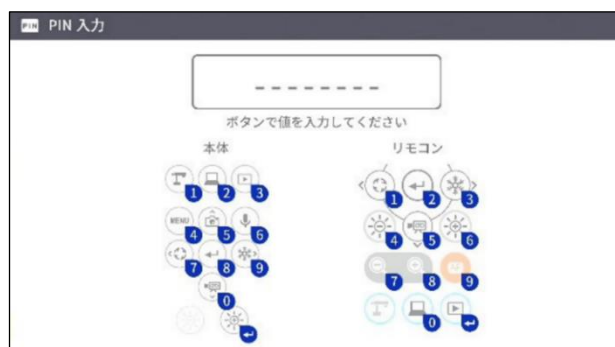 PIN PIN 入力
--------
ボタンで値を入力してください
本体 リモコン
1 2 3 1 2 3
MENU 4 5 6 4 5 6
7 8 9 7 8 9
0 0